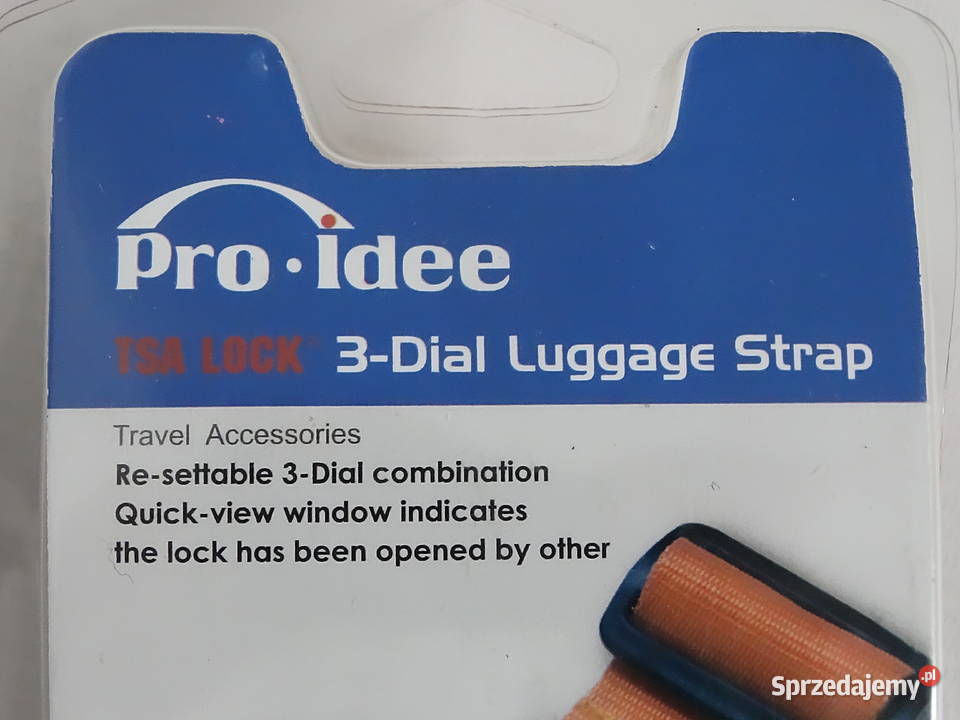 Pro·idee
TSA LOCK 3-Dial Luggage Strap
Travel Accessories
Re-settable 3-Dial combination
Quick-view window indicates
the lock has been opened by other
Sprzedajemy.pl